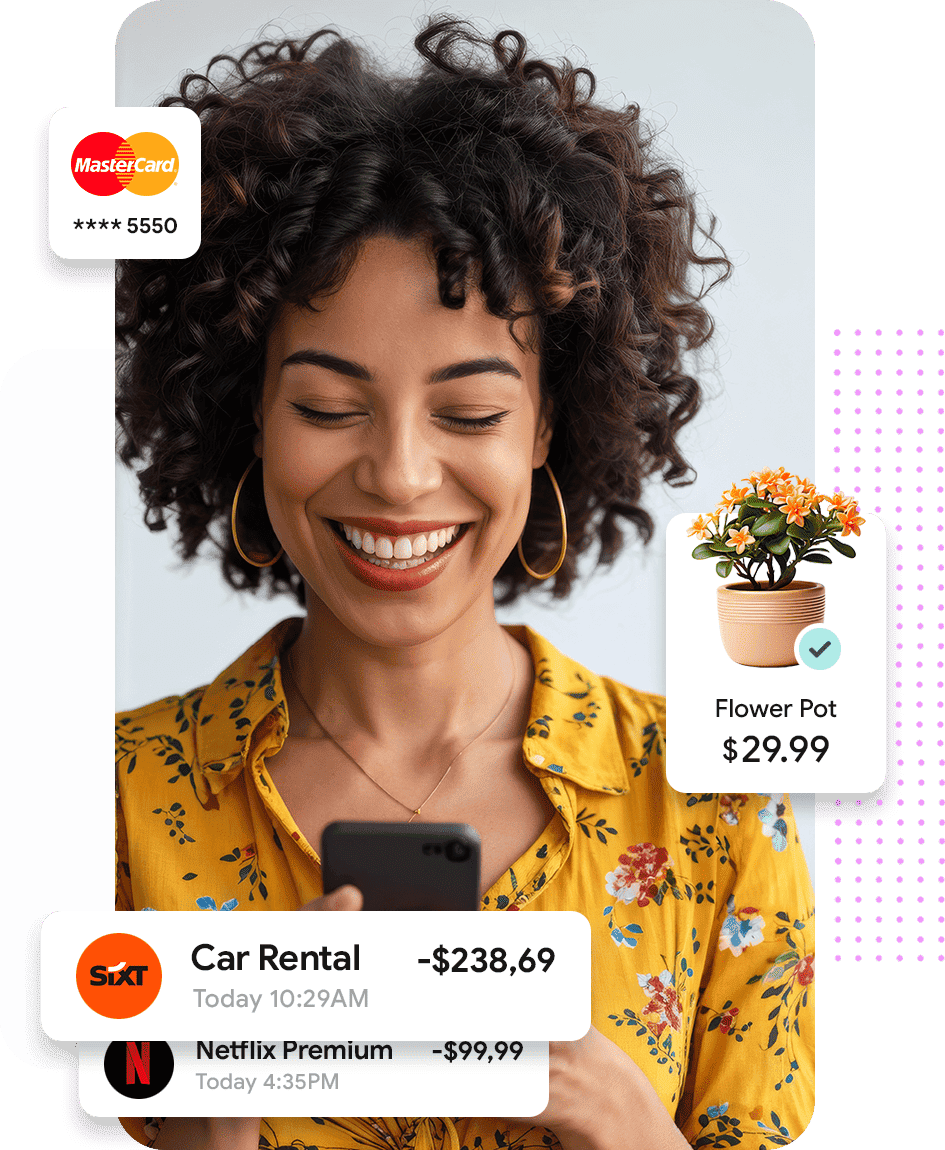 MasterCard
**** 5550
Flower Pot
$29.99
SiXT
Car Rental
-$238,69
Today 10:29AM
N
Netflix Premium
-$99,99
Today 4:35PM